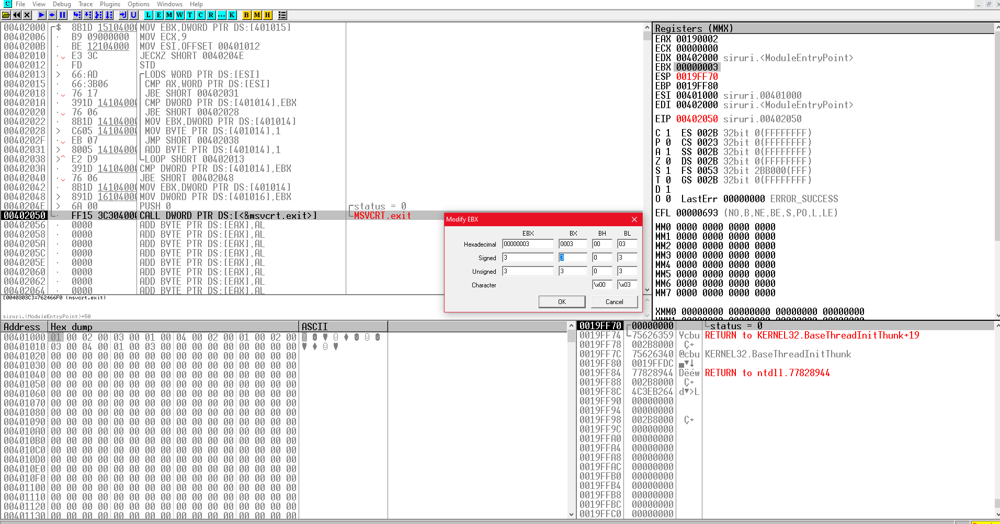 C File View Debug Trace Plugins Options Windows Help
L E M W T C R ... K B M H
00402000 $ 8B1D 15104000 MOV EBX,DWORD PTR DS:[401015]
00402006 · B9 09000000 MOV ECX,9
0040200B · BE 12104000 MOV ESI,OFFSET 00401012
00402010 · E3 3C JECXZ SHORT 0040204E
00402012 · FD STD
00402013 > 66:AD LODS WORD PTR DS:[ESI]
00402015 · 66:3B06 CMP AX,WORD PTR DS:[ESI]
00402018 · 76 17 JBE SHORT 00402031
0040201A · 391D 14104000 CMP DWORD PTR DS:[401014],EBX
00402020 · 76 06 JBE SHORT 00402028
00402022 · 8B1D 14104000 MOV EBX,DWORD PTR DS:[401014]
00402028 > C605 14104000 MOV BYTE PTR DS:[401014],1
0040202F · EB 07 JMP SHORT 00402038
00402031 > 8005 14104000 ADD BYTE PTR DS:[401014],1
00402038 >^ E2 D9 LOOP SHORT 00402013
0040203A · 391D 14104000 CMP DWORD PTR DS:[401014],EBX
00402040 · 76 06 JBE SHORT 00402048
00402042 · 8B1D 14104000 MOV EBX,DWORD PTR DS:[401014]
00402048 > 891D 16104000 MOV DWORD PTR DS:[401016],EBX
0040204E > 6A 00 PUSH 0 status = 0
00402050 · FF15 3C304000 CALL DWORD PTR DS:[<&msvcrt.exit>] MSVCRT.exit
00402056 · 0000 ADD BYTE PTR DS:[EAX],AL
00402058 · 0000 ADD BYTE PTR DS:[EAX],AL
0040205A · 0000 ADD BYTE PTR DS:[EAX],AL
0040205C · 0000 ADD BYTE PTR DS:[EAX],AL
0040205E · 0000 ADD BYTE PTR DS:[EAX],AL
00402060 · 0000 ADD BYTE PTR DS:[EAX],AL
00402062 · 0000 ADD BYTE PTR DS:[EAX],AL
00402064 · 0000 ADD BYTE PTR DS:[EAX],AL
[0040303C]=762466F0 (msvcrt.exit)
siruri.<ModuleEntryPoint>+50
Registers (MMX)
EAX 00190002
ECX 00000000
EDX 00402000 siruri.<ModuleEntryPoint>
EBX 00000003
ESP 0019FF70
EBP 0019FF80
ESI 00401000 siruri.00401000
EDI 00402000 siruri.<ModuleEntryPoint>
EIP 00402050 siruri.00402050
C 1 ES 002B 32bit 0(FFFFFFFF)
P 0 CS 0023 32bit 0(FFFFFFFF)
A 1 SS 002B 32bit 0(FFFFFFFF)
Z 0 DS 002B 32bit 0(FFFFFFFF)
S 1 FS 0053 32bit 2BB000(FFF)
T 0 GS 002B 32bit 0(FFFFFFFF)
D 1
O 0 LastErr 00000000 ERROR_SUCCESS
EFL 00000693 (NO,B,NE,BE,S,PO,L,LE)
MM0 0000 0000 0000 0000
MM1 0000 0000 0000 0000
MM2 0000 0000 0000 0000
MM3 0000 0000 0000 0000
MM4 0000 0000 0000 0000
MM5 0000 0000 0000 0000
MM6 0000 0000 0000 0000
MM7 0000 0000 0000 0000
XMM0 00000000 00000000 00000000 00000000
XMM1 00000000 00000000 00000000 00000000
Modify EBX
EBX BX BH BL
Hexadecimal 00000003 0003 00 03
Signed 3 3 0 3
Unsigned 3 3 0 3
Character \x00 \x03
OK Cancel
Address Hex dump ASCII
00401000 01 00 02 00 03 00 01 00 04 00 02 00 01 00 02 00
00401010 03 00 04 00 01 00 03 00 00 00 00 00 00 00 00 00
00401020 00 00 00 00 00 00 00 00 00 00 00 00 00 00 00 00
00401030 00 00 00 00 00 00 00 00 00 00 00 00 00 00 00 00
00401040 00 00 00 00 00 00 00 00 00 00 00 00 00 00 00 00
00401050 00 00 00 00 00 00 00 00 00 00 00 00 00 00 00 00
00401060 00 00 00 00 00 00 00 00 00 00 00 00 00 00 00 00
00401070 00 00 00 00 00 00 00 00 00 00 00 00 00 00 00 00
00401080 00 00 00 00 00 00 00 00 00 00 00 00 00 00 00 00
00401090 00 00 00 00 00 00 00 00 00 00 00 00 00 00 00 00
004010A0 00 00 00 00 00 00 00 00 00 00 00 00 00 00 00 00
004010B0 00 00 00 00 00 00 00 00 00 00 00 00 00 00 00 00
004010C0 00 00 00 00 00 00 00 00 00 00 00 00 00 00 00 00
004010D0 00 00 00 00 00 00 00 00 00 00 00 00 00 00 00 00
004010E0 00 00 00 00 00 00 00 00 00 00 00 00 00 00 00 00
004010F0 00 00 00 00 00 00 00 00 00 00 00 00 00 00 00 00
00401100 00 00 00 00 00 00 00 00 00 00 00 00 00 00 00 00
00401110 00 00 00 00 00 00 00 00 00 00 00 00 00 00 00 00
00401120 00 00 00 00 00 00 00 00 00 00 00 00 00 00 00 00
00401130 00 00 00 00 00 00 00 00 00 00 00 00 00 00 00 00
0019FF70 00000000 status = 0
0019FF74 75626359 Ycbu RETURN to KERNEL32.BaseThreadInitThunk+19
0019FF78 002B8000 Ç+
0019FF7C 75626340 @cbu KERNEL32.BaseThreadInitThunk
0019FF80 0019FFDC ■▼↓
0019FF84 77828944 Dëéw RETURN to ntdll.77828944
0019FF88 002B8000 Ç+
0019FF8C 4C3EB264 d▼>L
0019FF90 00000000
0019FF94 00000000
0019FF98 002B8000 Ç+
0019FF9C 00000000
0019FFA0 00000000
0019FFA4 00000000
0019FFA8 00000000
0019FFAC 00000000
0019FFB0 00000000
0019FFB4 00000000
0019FFB8 00000000
0019FFBC 00000000
0019FFC0 00000000